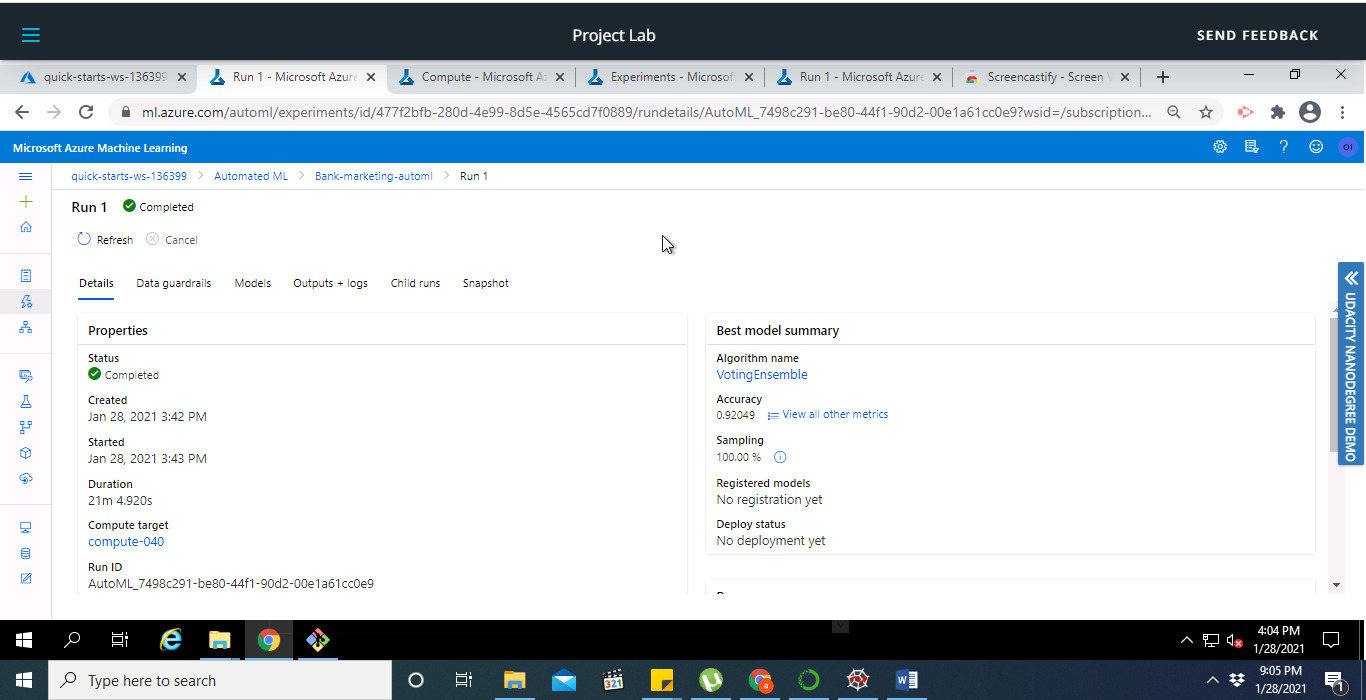 Project Lab
SEND FEEDBACK
quick-starts-ws-136399
Run 1 - Microsoft Azure
Compute - Microsoft A
Experiments - Microsoft
Run 1 - Microsoft Azure
Screencastify - Screen
ml.azure.com/automl/experiments/id/477f2bfb-280d-4e99-8d5e-4565cd7f0889/rundetails/AutoML_7498c291-be80-44f1-90d2-00e1a61cc0e9?wsid=/subscription...
Microsoft Azure Machine Learning
O1
quick-starts-ws-136399 > Automated ML > Bank-marketing-automl > Run 1
Run 1 Completed
Refresh Cancel
Details Data guardrails Models Outputs + logs Child runs Snapshot
Properties
Status
Completed
Created
Jan 28, 2021 3:42 PM
Started
Jan 28, 2021 3:43 PM
Duration
21m 4.920s
Compute target
compute-040
Run ID
AutoML_7498c291-be80-44f1-90d2-00e1a61cc0e9
Best model summary
Algorithm name
VotingEnsemble
Accuracy
0.92049 View all other metrics
Sampling
100.00 %
Registered models
No registration yet
Deploy status
No deployment yet
UDACITY NANODEGREE DEMO
4:04 PM
1/28/2021
Type here to search
321
W
9:05 PM
1/28/2021
1